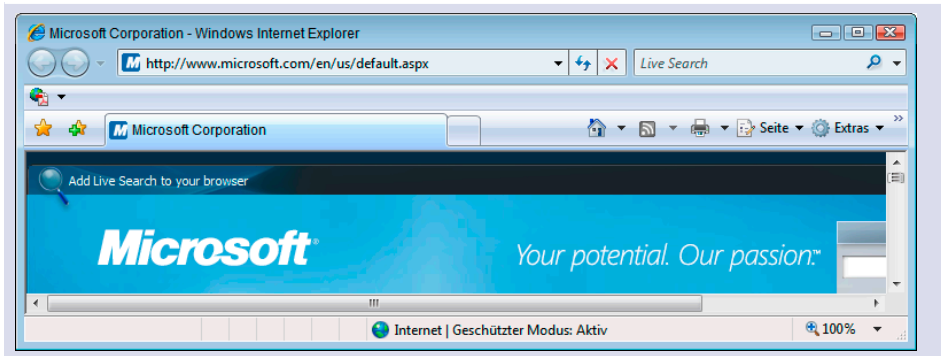 Microsoft Corporation - Windows Internet Explorer
http://www.microsoft.com/en/us/default.aspx Live Search
Microsoft Corporation Seite Extras
Add Live Search to your browser
Microsoft® Your potential. Our passion.™
Internet | Geschützter Modus: Aktiv 100%